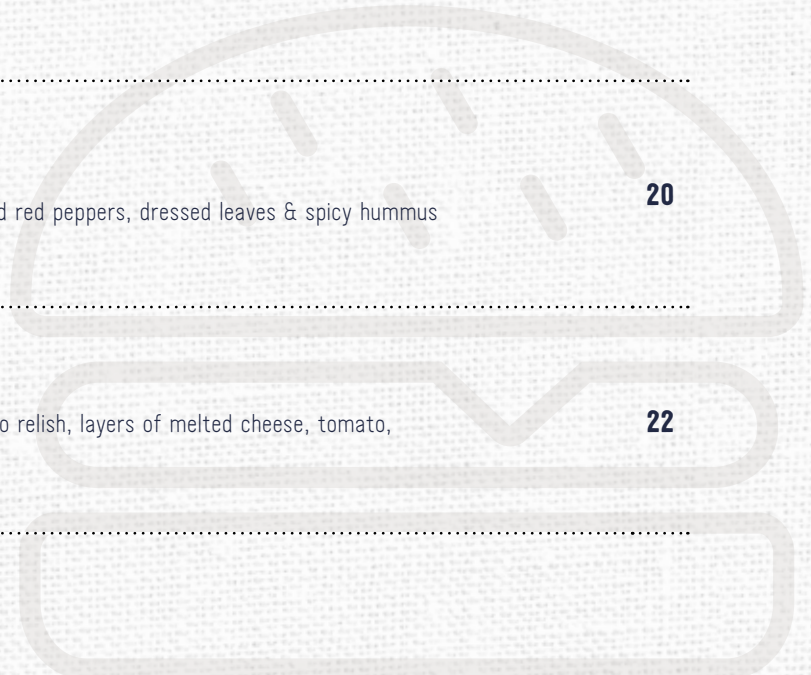 20
red peppers, dressed leaves & spicy hummus
relish, layers of melted cheese, tomato,
22